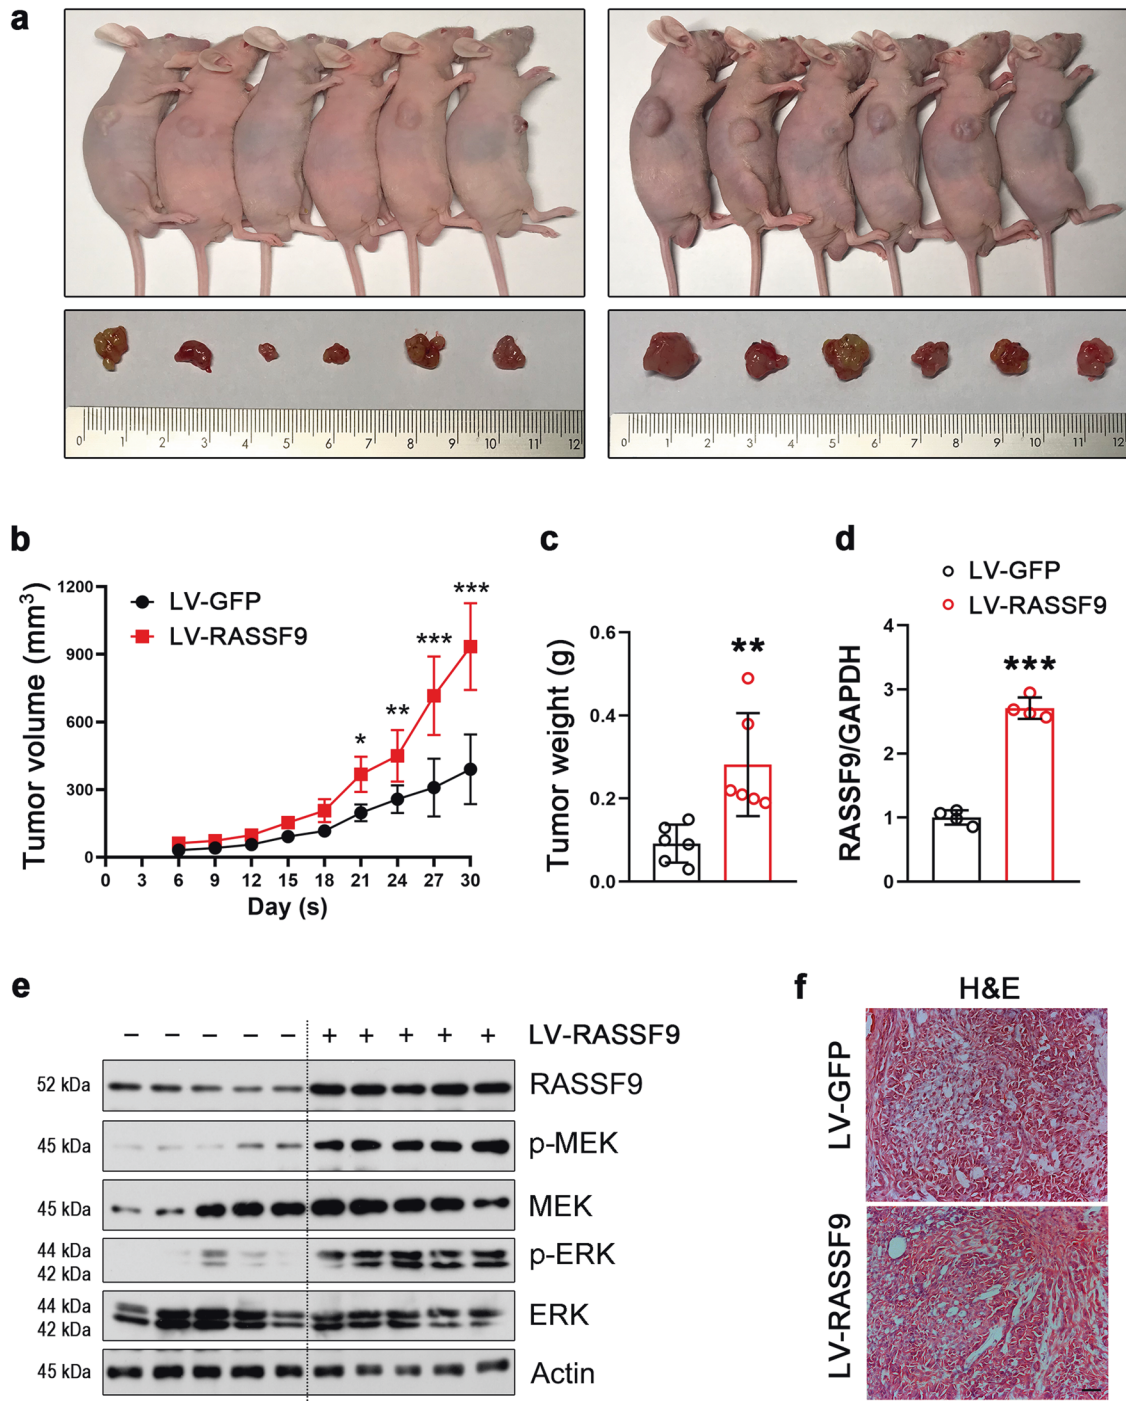 a
0 1 2 3 4 5 6 7 8 9 10 11 12
0 1 2 3 4 5 6 7 8 9 10 11 12
b
Tumor volume (mm³)
1200
900
600
300
0
LV-GFP
LV-RASSF9
* ** *** ***
0 3 6 9 12 15 18 21 24 27 30
Day (s)
c
Tumor weight (g)
0.6
0.4
0.2
0.0
**
d
LV-GFP
LV-RASSF9
RASSF9/GAPDH
4
3
2
1
0
***
e
– – – – – + + + + + LV-RASSF9
52 kDa RASSF9
45 kDa p-MEK
45 kDa MEK
44 kDa p-ERK
42 kDa
44 kDa ERK
42 kDa
45 kDa Actin
f
H&E
LV-GFP
LV-RASSF9